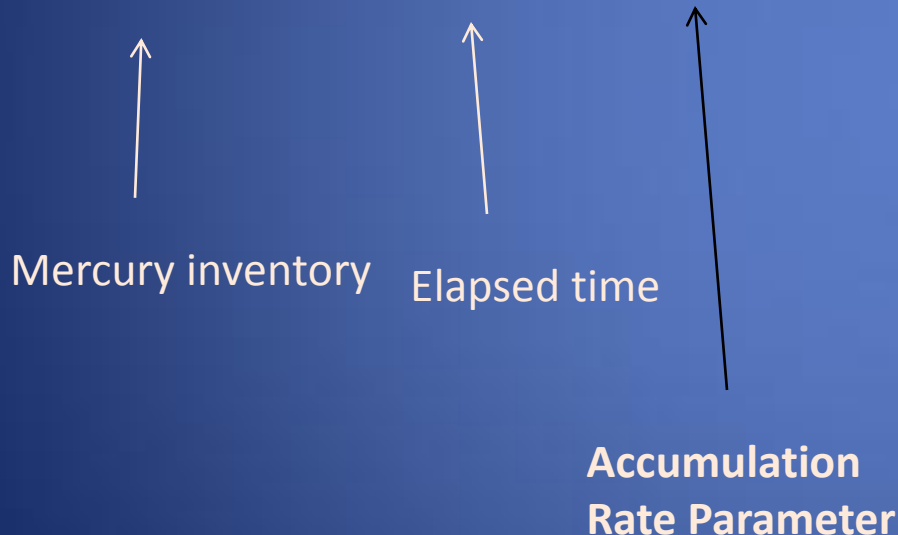 Mercury inventory
Elapsed time
Accumulation
Rate Parameter